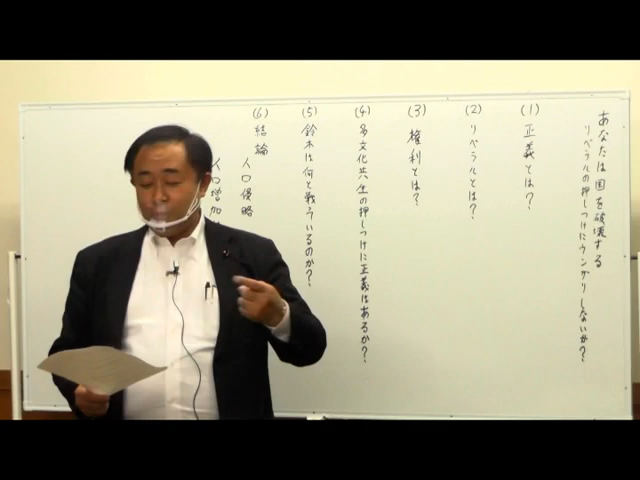 あなたは国を破壊する
リベラルの押しつけにウンザリしないか?
(1) 正義とは?
(2) リベラルとは?
(3) 権利とは?
(4) 多文化共生の押しつけに正義はあるか?
(5) 鈴木は何と戦っているのか?
(6) 結論
人口侵略
人口増加